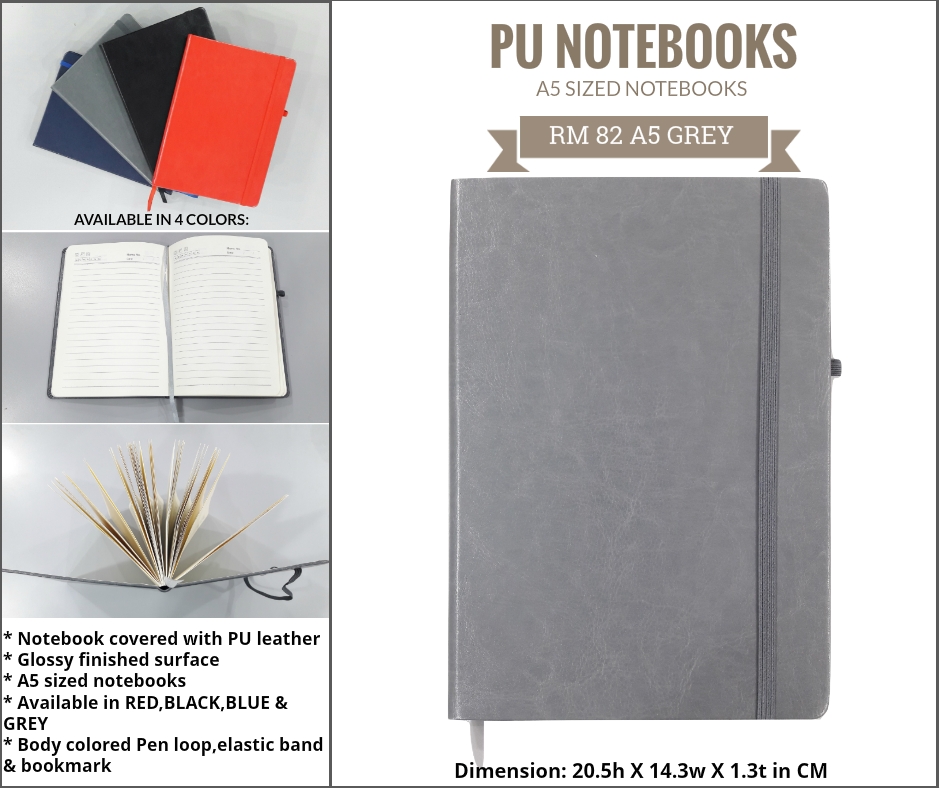 PU NOTEBOOKS
A5 SIZED NOTEBOOKS
RM 82 A5 GREY
AVAILABLE IN 4 COLORS:
* Notebook covered with PU leather
* Glossy finished surface
* A5 sized notebooks
* Available in RED,BLACK,BLUE &
GREY
* Body colored Pen loop,elastic band
& bookmark
Dimension: 20.5h X 14.3w X 1.3t in CM